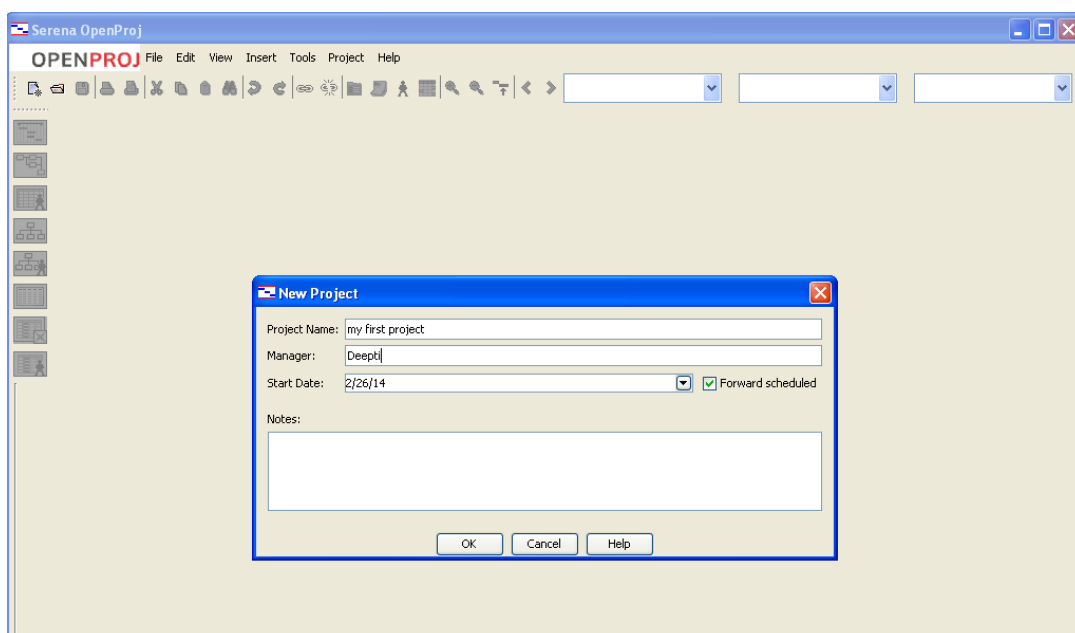 Serena OpenProj
OPENPROJ File Edit View Insert Tools Project Help
New Project
Project Name: my first project
Manager: Deepti
Start Date: 2/26/14 Forward scheduled
Notes:
OK Cancel Help